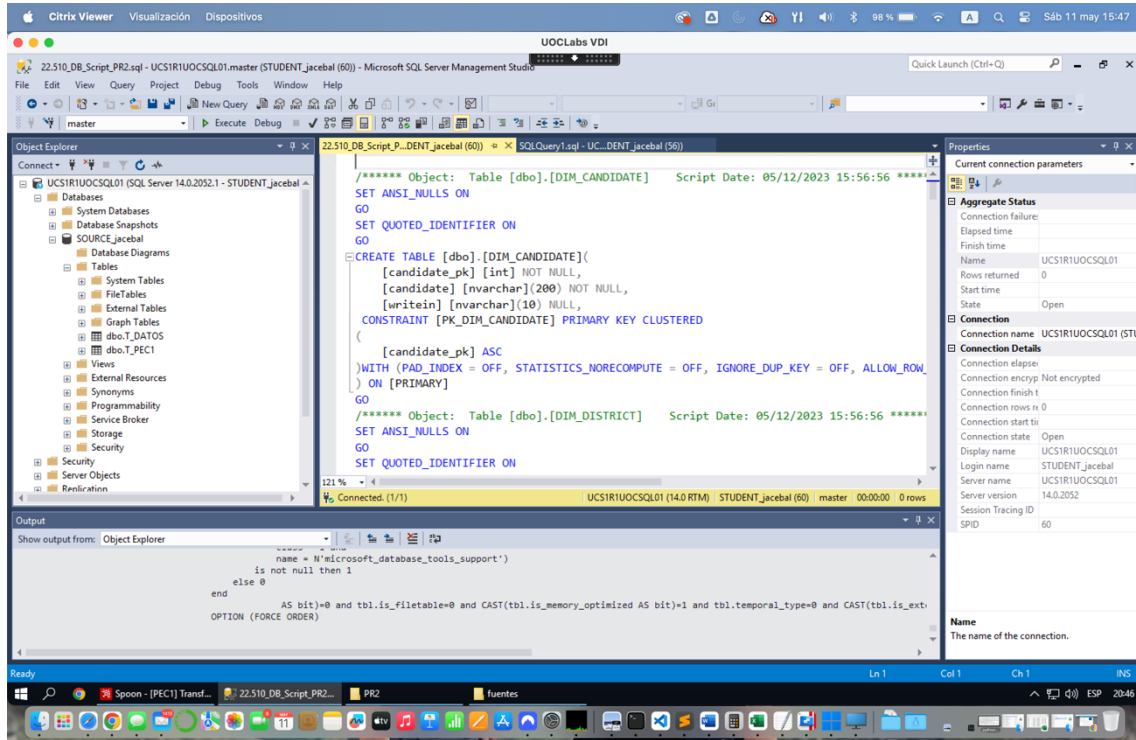 Citrix Viewer Visualización Dispositivos 98 % A Sáb 11 may 15:47
UOCLabs VDI
22.510_DB_Script_PR2.sql - UCS1R1UOCSQL01.master (STUDENT_jacebal (60)) - Microsoft SQL Server Management Studio Quick Launch (Ctrl+Q)
File Edit View Query Project Debug Tools Window Help
New Query
master Execute Debug
Object Explorer
Connect
UCS1R1UOCSQL01 (SQL Server 14.0.2052.1 - STUDENT_jacebal
Databases
System Databases
Database Snapshots
SOURCE_jacebal
Database Diagrams
Tables
System Tables
FileTables
External Tables
Graph Tables
dbo.T_DATOS
dbo.T_PEC1
Views
External Resources
Synonyms
Programmability
Service Broker
Storage
Security
Security
Server Objects
Replication
22.510_DB_Script_P...DENT_jacebal (60)) SQLQuery1.sql - UC...DENT_jacebal (56))
/****** Object: Table [dbo].[DIM_CANDIDATE] Script Date: 05/12/2023 15:56:56 *****
SET ANSI_NULLS ON
GO
SET QUOTED_IDENTIFIER ON
GO
CREATE TABLE [dbo].[DIM_CANDIDATE](
[candidate_pk] [int] NOT NULL,
[candidate] [nvarchar](200) NOT NULL,
[writein] [nvarchar](10) NULL,
CONSTRAINT [PK_DIM_CANDIDATE] PRIMARY KEY CLUSTERED
(
[candidate_pk] ASC
)WITH (PAD_INDEX = OFF, STATISTICS_NORECOMPUTE = OFF, IGNORE_DUP_KEY = OFF, ALLOW_ROW_
) ON [PRIMARY]
GO
/****** Object: Table [dbo].[DIM_DISTRICT] Script Date: 05/12/2023 15:56:56 ******
SET ANSI_NULLS ON
GO
SET QUOTED_IDENTIFIER ON
121 %
Connected. (1/1) UCS1R1UOCSQL01 (14.0 RTM) STUDENT_jacebal (60) master 00:00:00 0 rows
Properties
Current connection parameters
Aggregate Status
Connection failures
Elapsed time
Finish time
Name UCS1R1UOCSQL01
Rows returned 0
Start time
State Open
Connection
Connection name UCS1R1UOCSQL01 (STU
Connection Details
Connection elapsed
Connection encryp Not encrypted
Connection finish t
Connection rows re 0
Connection start ti
Connection state Open
Display name UCS1R1UOCSQL01
Login name STUDENT_jacebal
Server name UCS1R1UOCSQL01
Server version 14.0.2052
Session Tracing ID
SPID 60
Name
The name of the connection.
Output
Show output from: Object Explorer
name = N'microsoft_database_tools_support')
is not null then 1
else 0
end
AS bit)=0 and tbl.is_filetable=0 and CAST(tbl.is_memory_optimized AS bit)=1 and tbl.temporal_type=0 and CAST(tbl.is_exte
OPTION (FORCE ORDER)
Ready Ln 1 Col 1 Ch 1 INS
Spoon - [PEC1] Transf... 22.510_DB_Script_PR2... PR2 fuentes ESP 20:46